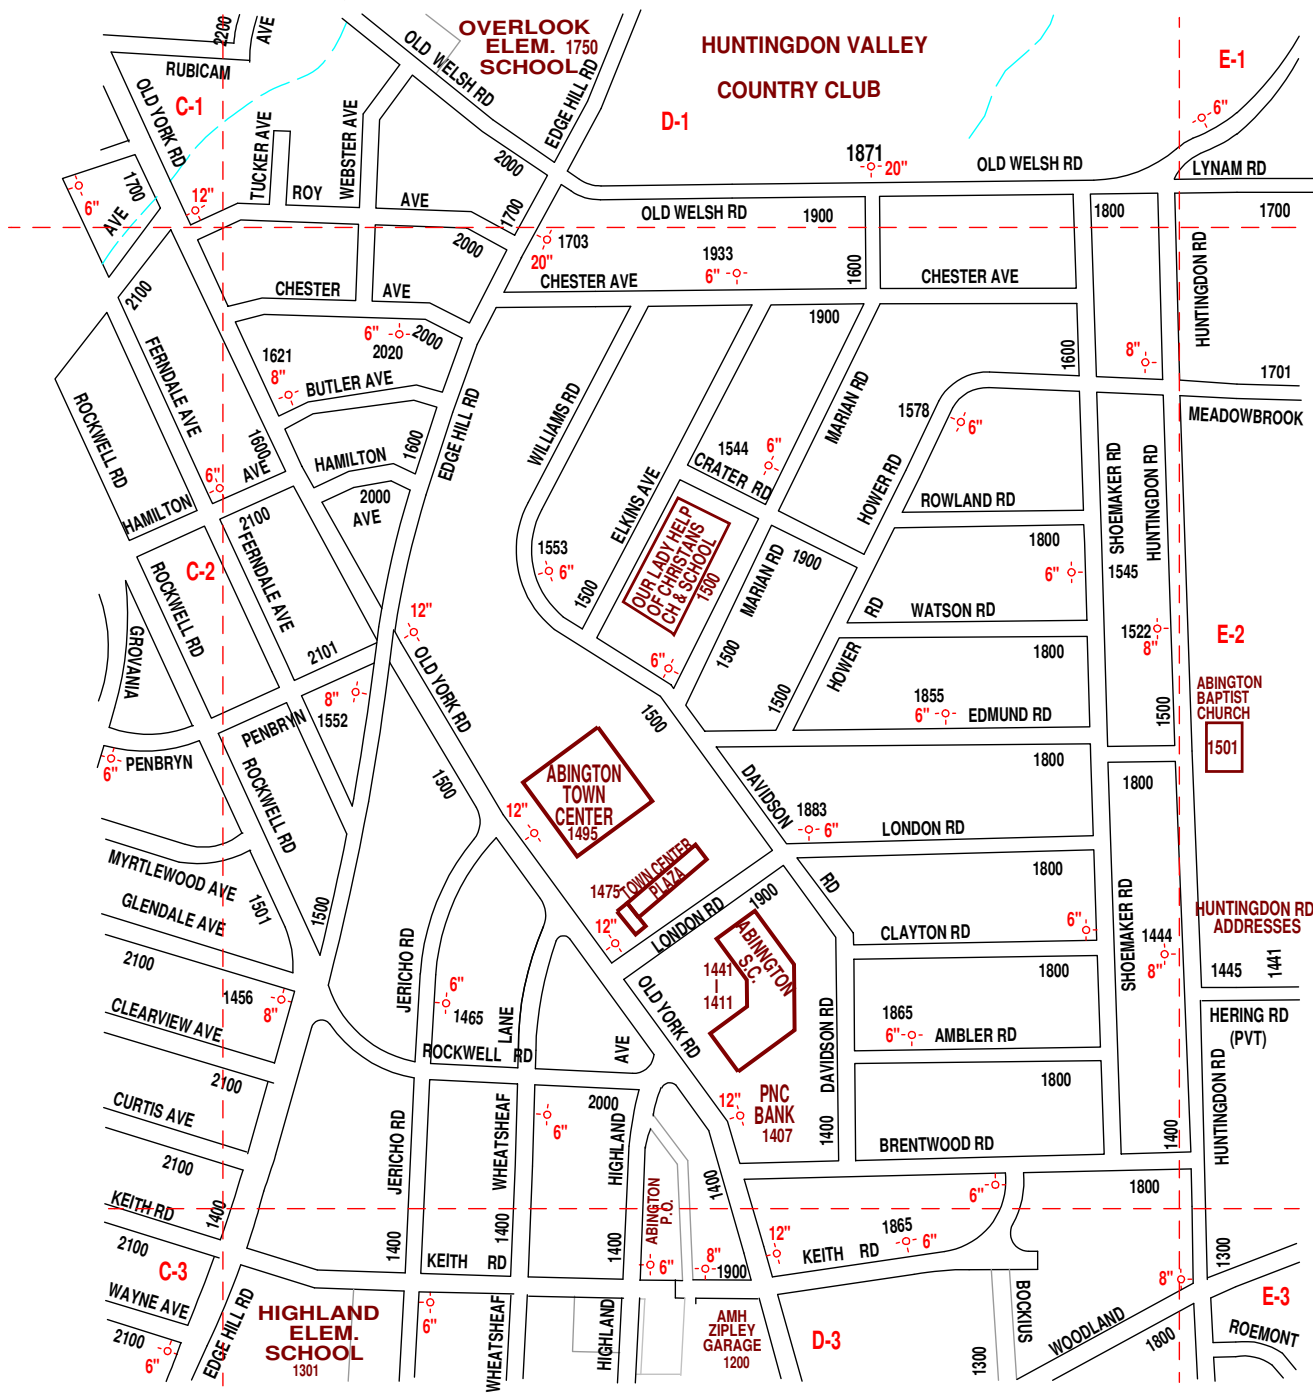 2200
AVE
RUBICAM
C-1
OLD YORK RD
OVERLOOK
ELEM. 1750
SCHOOL
OLD WELSH RD
EDGE HILL RD
HUNTINGDON VALLEY
COUNTRY CLUB
D-1
E-1
6"
TUCKER AVE
WEBSTER AVE
ROY
AVE
2000
1700
1871
20"
OLD WELSH RD
LYNAM RD
1700
AVE
6"
12"
OLD WELSH RD
1900
1800
1700
2000
1703
20"
1933
6"
CHESTER AVE
1600
CHESTER AVE
HUNTINGDON RD
CHESTER
AVE
2100
FERNDALE AVE
6"
2020
2000
1621
8"
BUTLER AVE
1900
1600
8"
1701
MEADOWBROOK
ROCKWELL RD
1600
AVE
HAMILTON
1600
EDGE HILL RD
WILLIAMS RD
MARIAN RD
1578
6"
1544
6"
CRATER RD
HOWER RD
ROWLAND RD
SHOEMAKER RD
HUNTINGDON RD
6"
HAMILTON
2100
2000
AVE
ELKINS AVE
OUR LADY HELP
OF CHRISTANS
CH & SCHOOL
1500
1900
MARIAN RD
1800
6"
1545
C-2
FERNDALE AVE
ROCKWELL RD
1553
6"
1500
12"
WATSON RD
HOWER
RD
1522
8"
E-2
GROVANIA
2101
OLD YORK RD
6"
1500
1500
1800
8"
1552
PENBRYN
1855
6"
EDMUND RD
1500
ABINGTON
BAPTIST
CHURCH
1501
PENBRYN
6"
ROCKWELL RD
1500
1500
ABINGTON
TOWN
CENTER
1495
12"
DAVIDSON
1800
1800
1883
6"
LONDON RD
MYRTLEWOOD AVE
GLENDALE AVE
1501
1500
1475
TOWN CENTER
PLAZA
12"
LONDON RD
1900
RD
1800
SHOEMAKER RD
HUNTINGDON RD
ADDRESSES
2100
JERICHO RD
ABINNGTON
S.C.
1441
|
1411
CLAYTON RD
6"
1444
8"
1445
1441
1456
8"
6"
1465
CLEARVIEW AVE
OLD YORK RD
1800
HERING RD
(PVT)
LANE
ROCKWELL RD
AVE
DAVIDSON RD
1865
6"
AMBLER RD
2100
CURTIS AVE
JERICHO RD
WHEATSHEAF
6"
2000
HIGHLAND
12"
PNC
BANK
1407
1400
1800
HUNTINGDON RD
BRENTWOOD RD
1400
2100
KEITH RD
1400
1400
1400
1400
ABINGTON
P.O.
1400
6"
1800
2100
C-3
KEITH RD
6"
8"
1900
12"
KEITH RD
1865
6"
1300
8"
WAYNE AVE
2100
6"
EDGE HILL RD
HIGHLAND
ELEM.
SCHOOL
1301
6"
WHEATSHEAF
HIGHLAND
AMH
ZIPLEY
GARAGE
1200
D-3
1300
BOCKIUS
WOODLAND
1800
E-3
ROEMONT